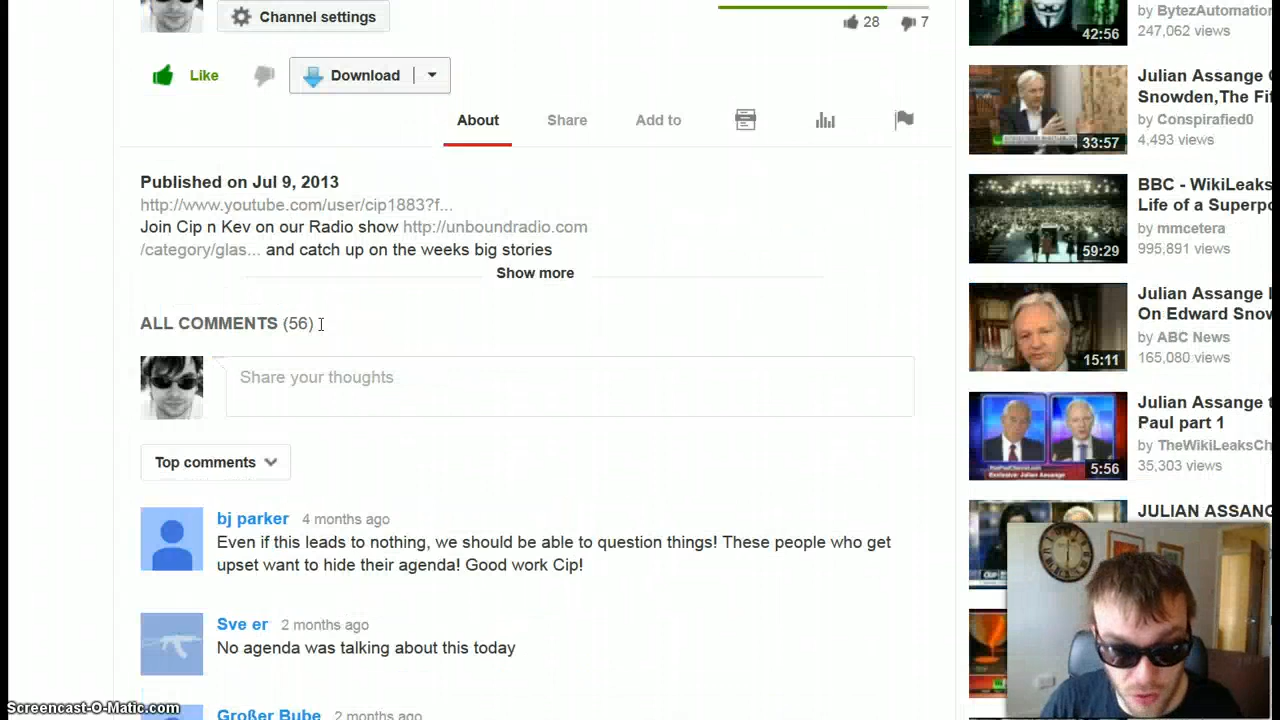 Channel settings
28
7
Like
Download
About
Share
Add to
Published on Jul 9, 2013
http://www.youtube.com/user/cip1883?f...
Join Cip n Kev on our Radio show http://unboundradio.com
/category/glas... and catch up on the weeks big stories
Show more
ALL COMMENTS (56)
Share your thoughts
Top comments
bj parker 4 months ago
Even if this leads to nothing, we should be able to question things! These people who get
upset want to hide their agenda! Good work Cip!
Sve er 2 months ago
No agenda was talking about this today
Großer Bube 2 months ago
42:56
by BytezAutomation
247,062 views
33:57
Julian Assange
Snowden,The Fi
by Conspirafied0
4,493 views
59:29
BBC - WikiLeaks
Life of a Superpo
by mmcetera
995,891 views
15:11
Julian Assange
On Edward Snow
by ABC News
165,080 views
5:56
Julian Assange t
Paul part 1
by TheWikiLeaksCh
35,303 views
JULIAN ASSANG
Screencast-O-Matic.com